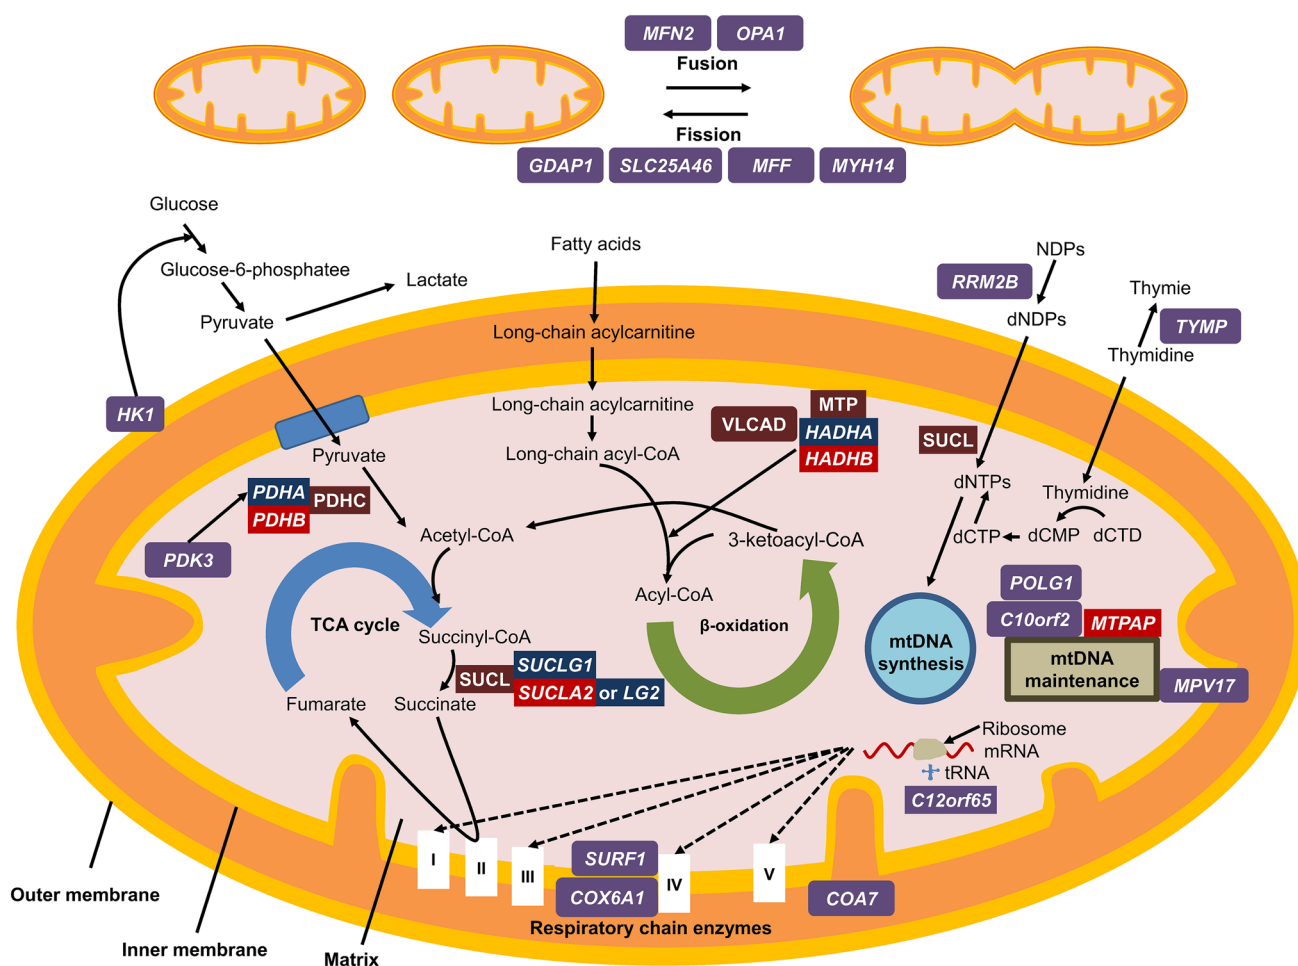 MFN2
OPA1
Fusion
Fission
GDAP1
SLC25A46
MFF
MYH14
Glucose
Glucose-6-phosphatee
Pyruvate
Lactate
HK1
Fatty acids
Long-chain acylcarnitine
Long-chain acylcarnitine
Long-chain acyl-CoA
VLCAD
MTP
HADHA
HADHB
NDPs
RRM2B
dNDPs
Thymie
TYMP
Thymidine
SUCL
dNTPs
Thymidine
dCTP
dCMP
dCTD
Pyruvate
PDHA
PDHC
PDHB
PDK3
Acetyl-CoA
3-ketoacyl-CoA
Acyl-CoA
β-oxidation
TCA cycle
Succinyl-CoA
SUCL
SUCLG1
SUCLA2 or LG2
Fumarate
Succinate
mtDNA
synthesis
POLG1
C10orf2
MTPAP
mtDNA
maintenance
MPV17
Ribosome
mRNA
tRNA
C12orf65
I
II
III
SURF1
COX6A1
IV
V
COA7
Respiratory chain enzymes
Outer membrane
Inner membrane
Matrix